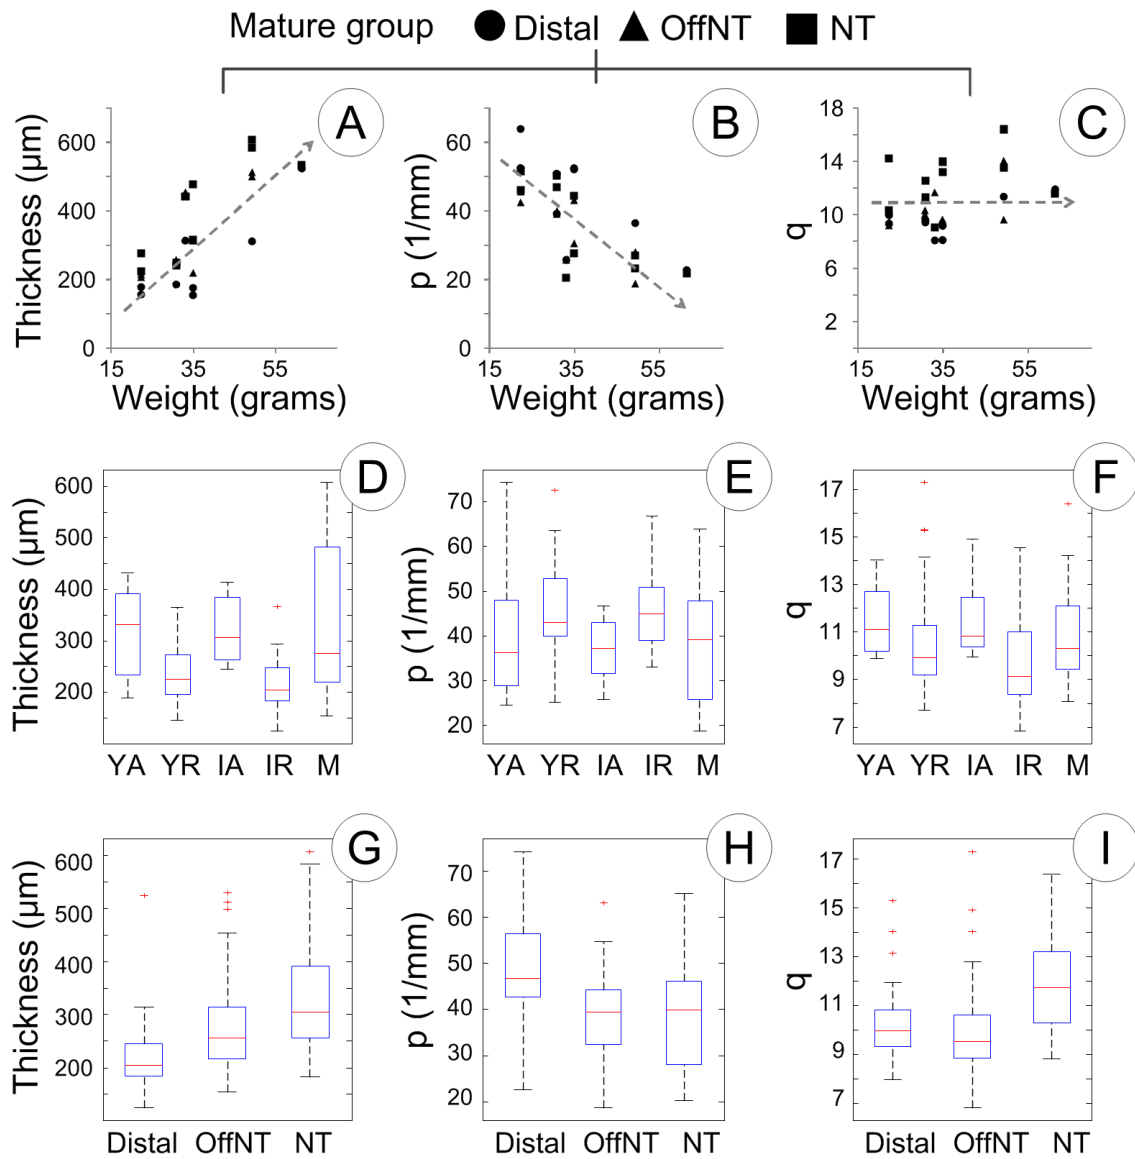 Mature group Distal OffNT NT
A
Thickness (µm)
600
400
200
0
15 35 55
Weight (grams)
B
p (1/mm)
60
40
20
0
15 35 55
Weight (grams)
C
q
18
14
10
6
2
15 35 55
Weight (grams)
D
Thickness (µm)
600
500
400
300
200
YA YR IA IR M
E
p (1/mm)
70
60
50
40
30
20
YA YR IA IR M
F
q
17
15
13
11
9
7
YA YR IA IR M
G
Thickness (µm)
600
500
400
300
200
Distal OffNT NT
H
p (1/mm)
70
60
50
40
30
20
Distal OffNT NT
I
q
17
15
13
11
9
7
Distal OffNT NT